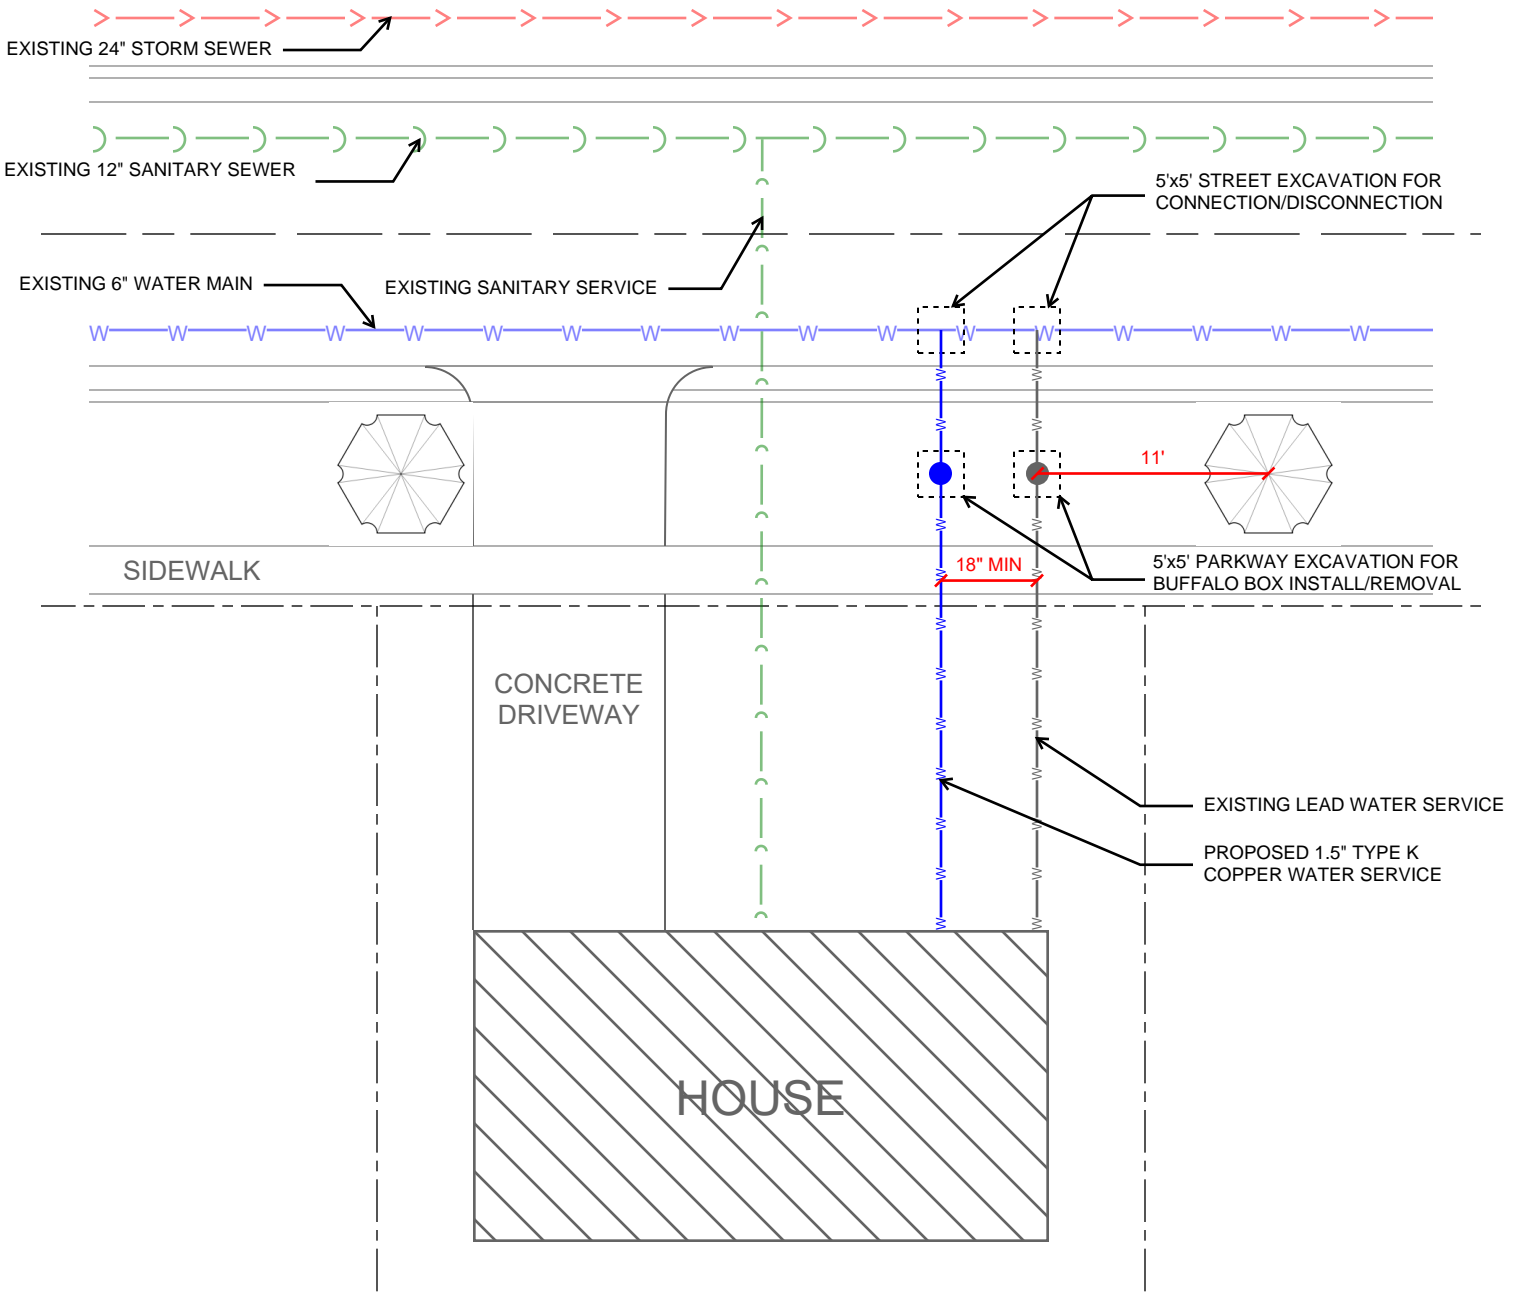 EXISTING 24" STORM SEWER
EXISTING 12" SANITARY SEWER
5'x5' STREET EXCAVATION FOR
CONNECTION/DISCONNECTION
EXISTING 6" WATER MAIN
EXISTING SANITARY SERVICE
W W W W W W W W W W W W W W W W W
11'
5'x5' PARKWAY EXCAVATION FOR
BUFFALO BOX INSTALL/REMOVAL
18" MIN
SIDEWALK
CONCRETE
DRIVEWAY
EXISTING LEAD WATER SERVICE
PROPOSED 1.5" TYPE K
COPPER WATER SERVICE
HOUSE